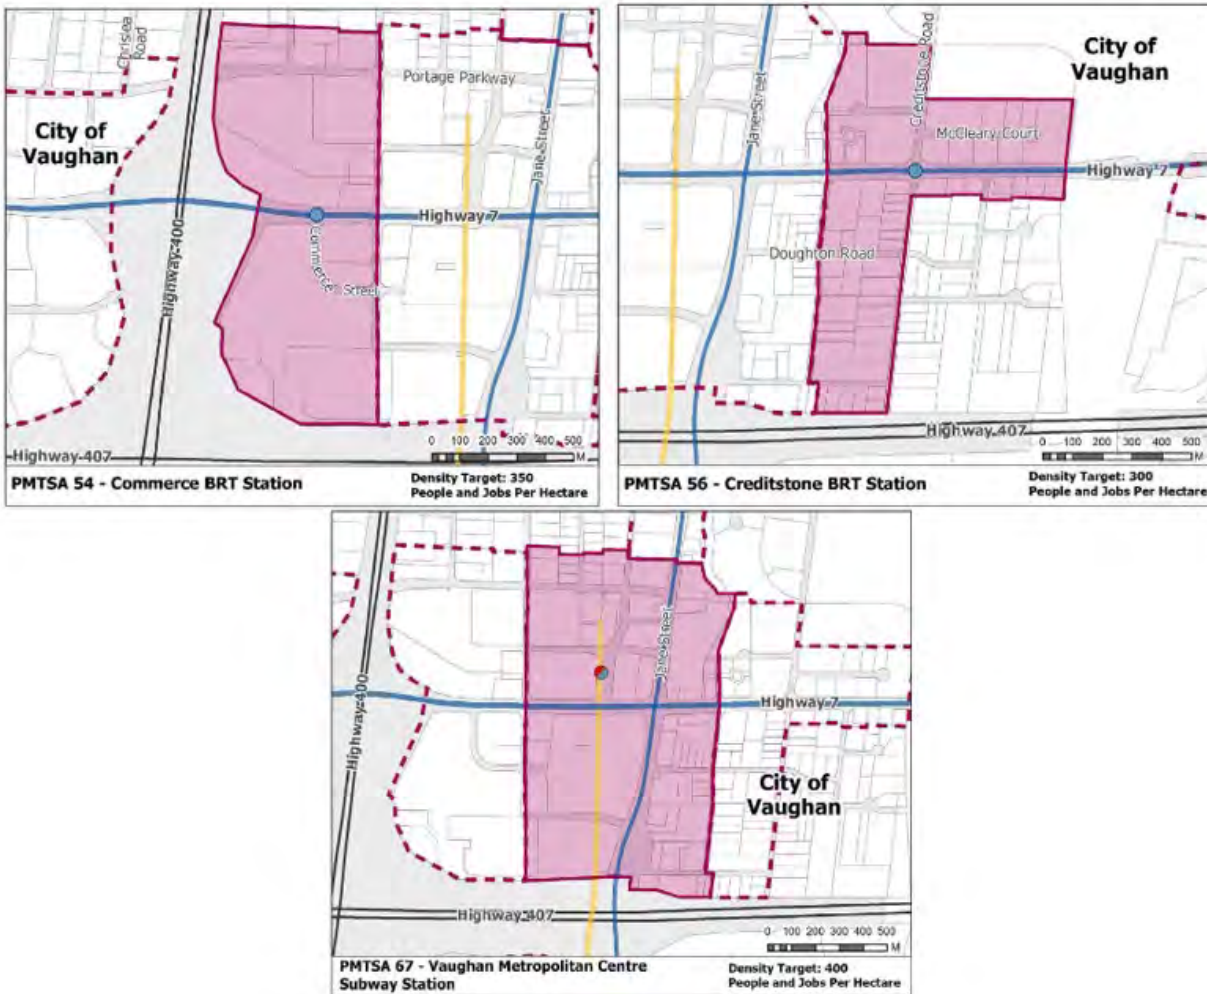 Chrisea
Road
Portage Parkway
City of
Vaughan
Jane Street
Highway 7
Highway 400
Commerce Street
0 100 200 300 400 500
M
Highway 407
PMTSA 54 - Commerce BRT Station
Density Target: 350
People and Jobs Per Hectare
Creditstone Road
City of
Vaughan
Jane Street
McCleary Court
Highway 7
Doughton Road
Highway 407
0 100 200 300 400 500
M
PMTSA 56 - Creditstone BRT Station
Density Target: 300
People and Jobs Per Hectare
Jane Street
Highway 400
Highway 7
City of
Vaughan
Highway 407
0 100 200 300 400 500
M
PMTSA 67 - Vaughan Metropolitan Centre
Subway Station
Density Target: 400
People and Jobs Per Hectare